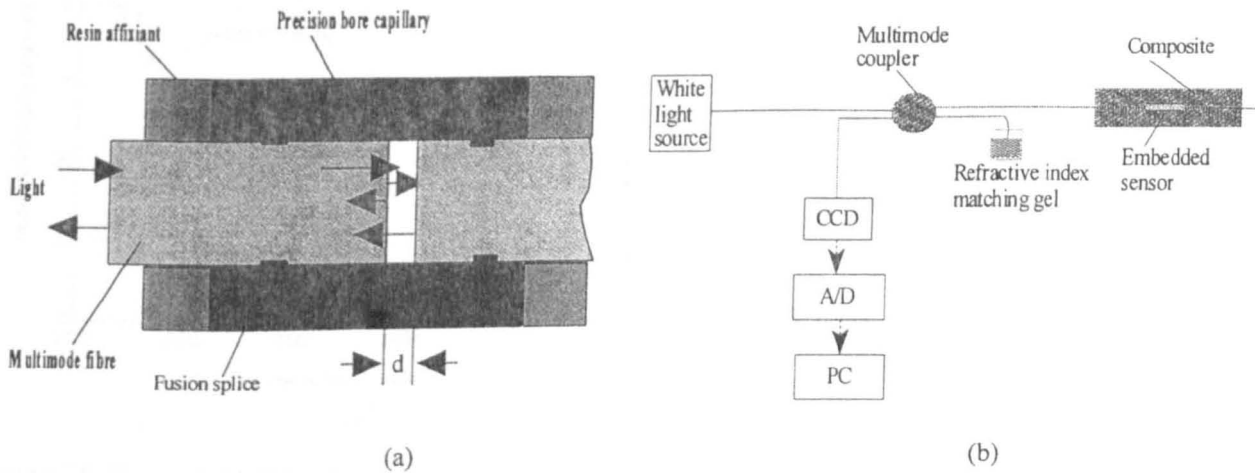 Precision bore capillary
Resin affixiant
Light
Multimode fibre
Fusion splice
d
(a)
Multimode
coupler
Composite
White
light
source
Refractive index
matching gel
Embedded
sensor
CCD
A/D
PC
(b)